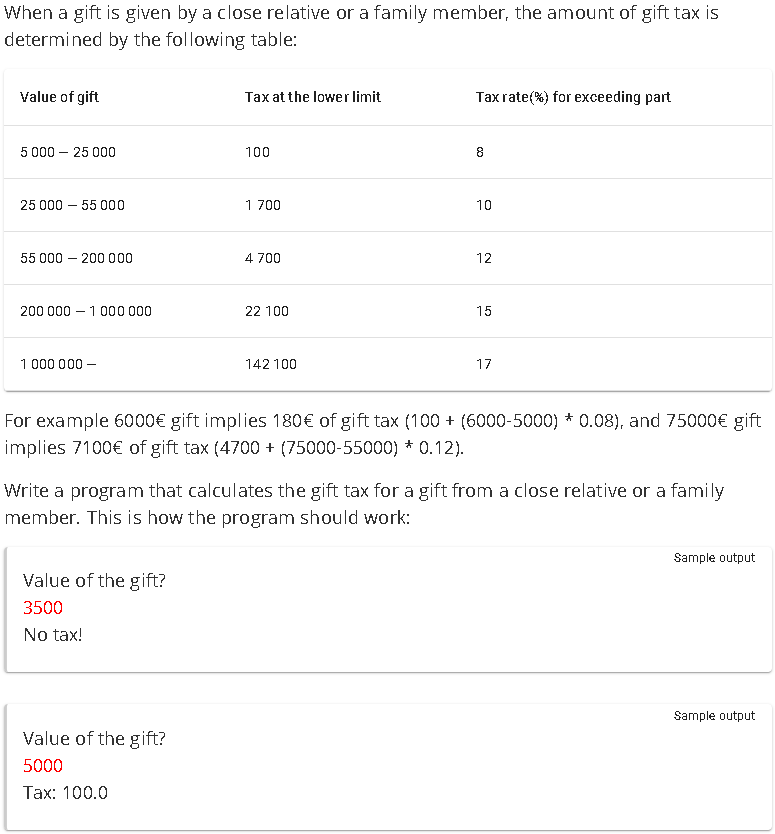 When a gift is given by a close relative or a family member, the amount of gift tax is
determined by the following table:
Value of gift Tax at the lower limit Tax rate(%) for exceeding part
5 000 — 25 000 100 8
25 000 — 55 000 1 700 10
55 000 — 200 000 4 700 12
200 000 — 1 000 000 22 100 15
1 000 000 — 142 100 17
For example 6000€ gift implies 180€ of gift tax (100 + (6000-5000) * 0.08), and 75000€ gift
implies 7100€ of gift tax (4700 + (75000-55000) * 0.12).
Write a program that calculates the gift tax for a gift from a close relative or a family
member. This is how the program should work:
Sample output
Value of the gift?
3500
No tax!
Sample output
Value of the gift?
5000
Tax: 100.0